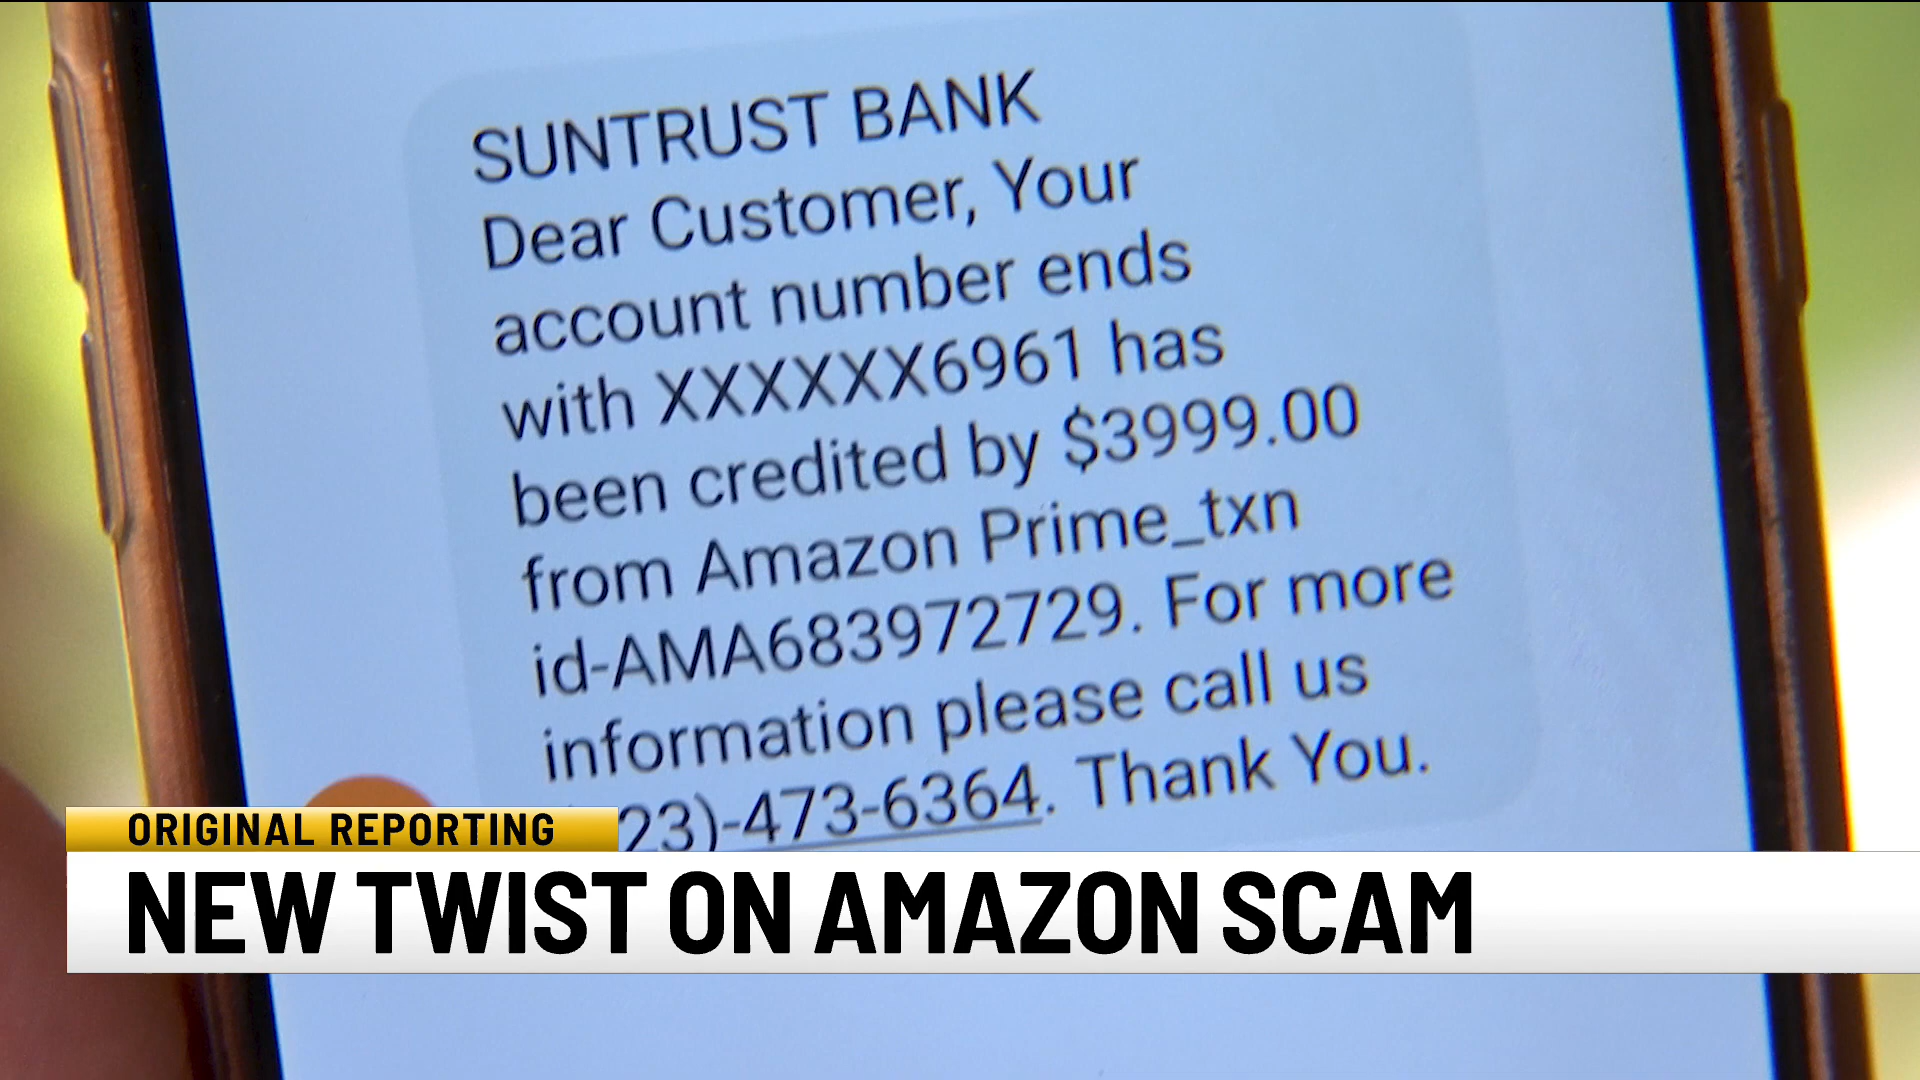 SUNTRUST BANK
Dear Customer, Your
account number ends
with XXXXXX6961 has
been credited by $3999.00
from Amazon Prime_txn
id-AMA683972729. For more
information please call us
23)-473-6364. Thank You.
ORIGINAL REPORTING
NEW TWIST ON AMAZON SCAM